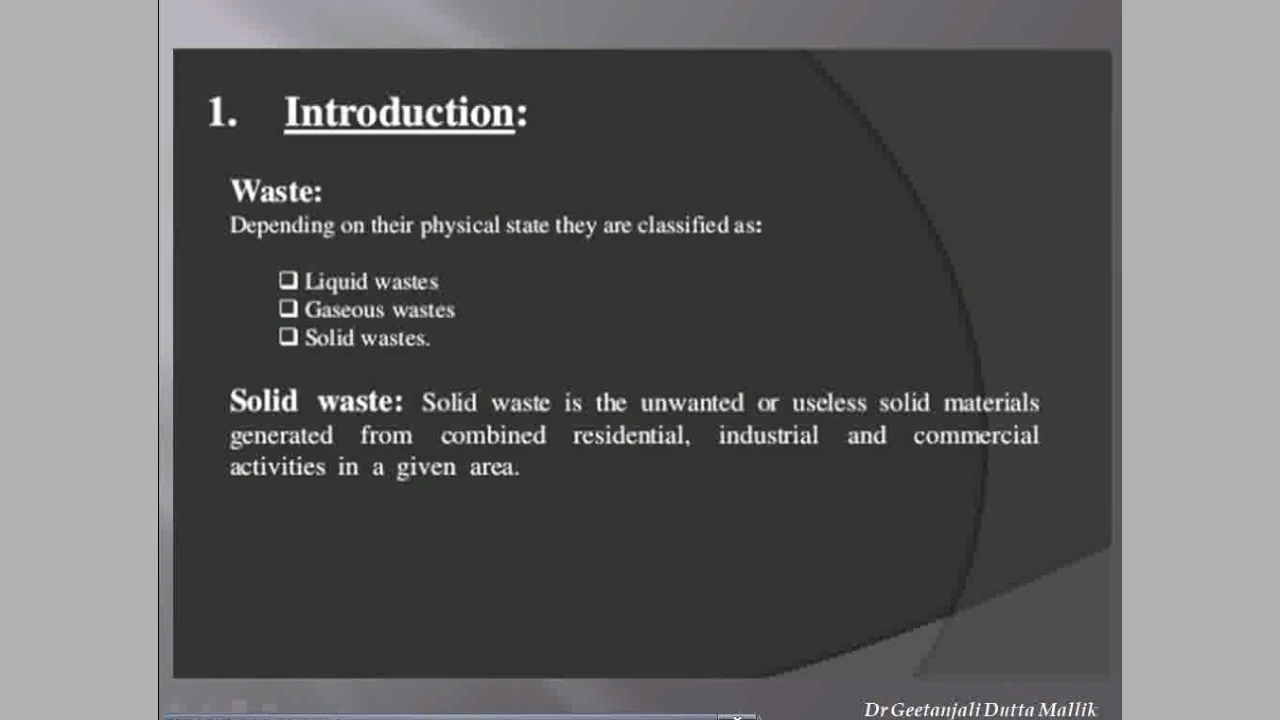 1. Introduction:
Waste:
Depending on their physical state they are classified as:
❑ Liquid wastes
❑ Gaseous wastes
❑ Solid wastes.
Solid waste: Solid waste is the unwanted or useless solid materials
generated from combined residential, industrial and commercial
activities in a given area.
Dr Geetanjali Dutta Mallik